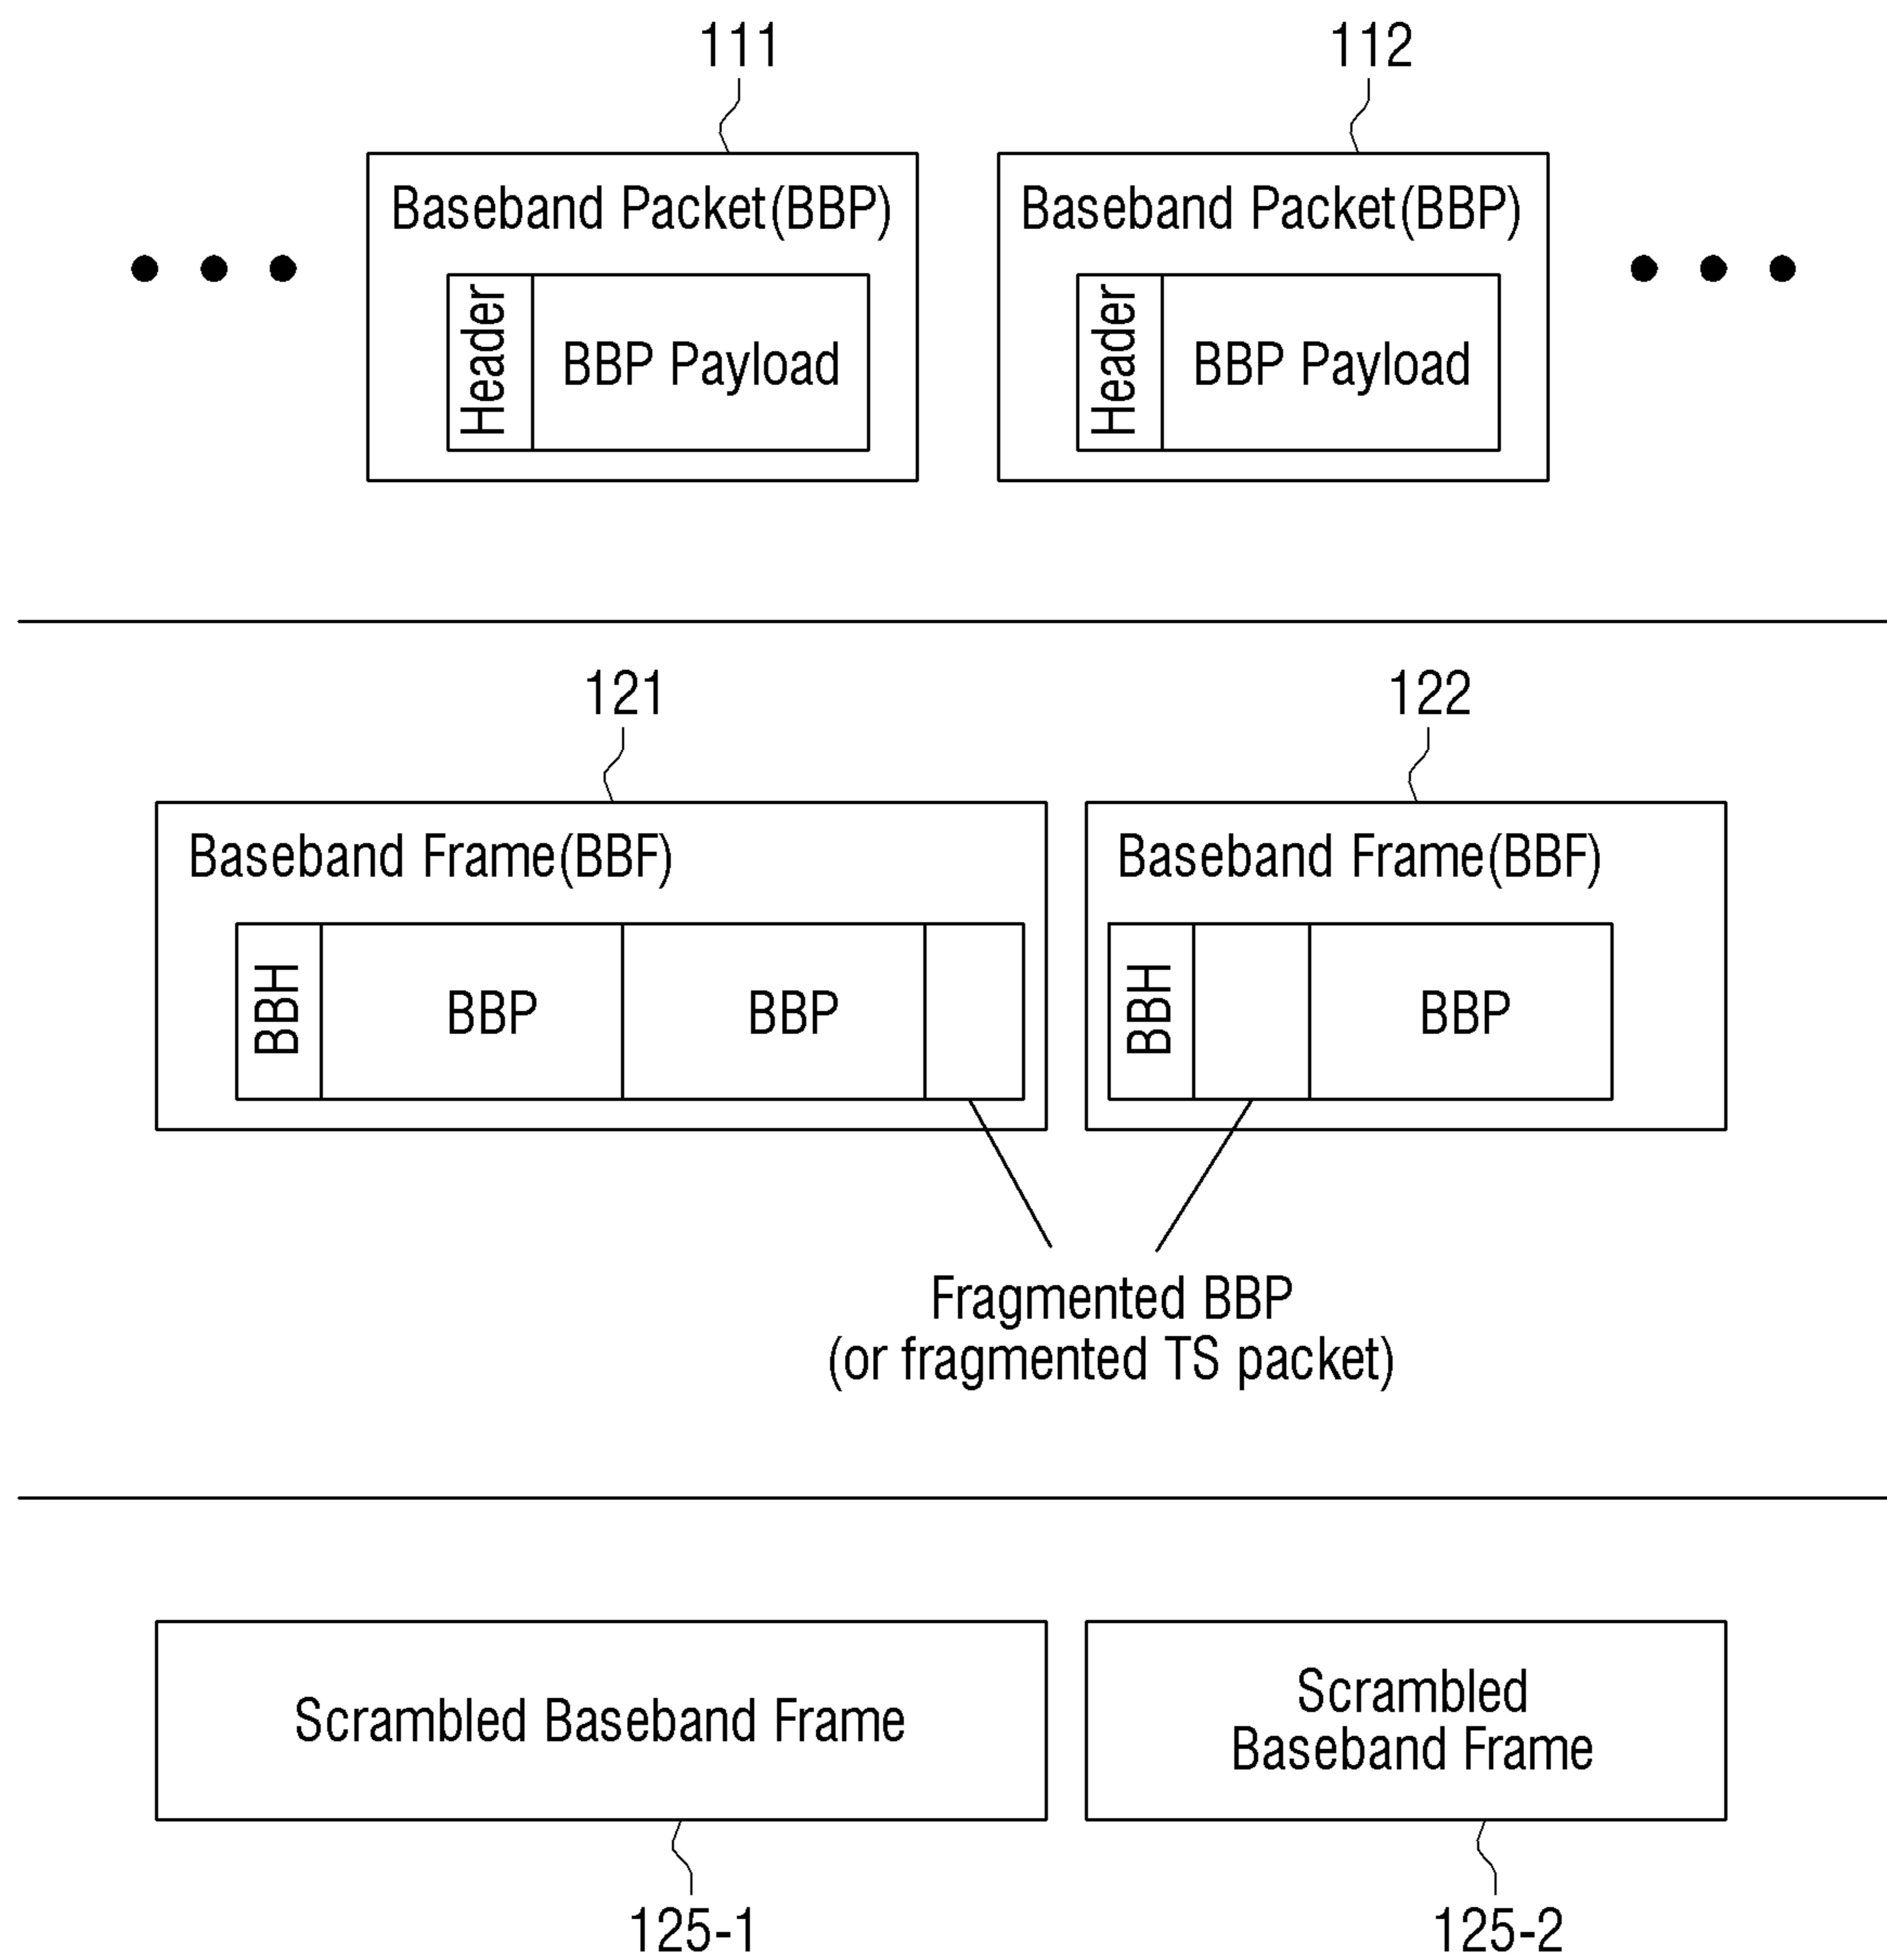 111
112
Baseband Packet(BBP)
Baseband Packet(BBP)
Header
BBP Payload
Header
BBP Payload
121
122
Baseband Frame(BBF)
Baseband Frame(BBF)
BBH
BBP
BBP
BBH
BBP
Fragmented BBP
(or fragmented TS packet)
Scrambled Baseband Frame
Scrambled
Baseband Frame
125-1
125-2